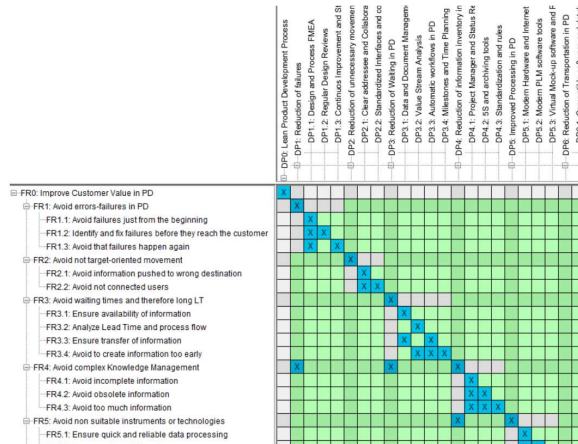 DP0: Lean Product Development Process
DP1: Reduction of failures
DP1.1: Design and Process FMEA
DP1.2: Regular Design Reviews
DP1.3: Continuos Improvement and St
DP2: Reduction of unnecessary movemen
DP2.1: Clear addressee and Collabora
DP2.2: Standardized Interfaces and co
DP3: Reduction of Waiting in PD
DP3.1: Data and Document Managem
DP3.2: Value Stream Analysis
DP3.3: Automatic workflows in PD
DP3.4: Milestones and Time Planning
DP4: Reduction of information inventory in
DP4.1: Project Manager and Status Re
DP4.2: 5S and archiving tools
DP4.3: Standardization and rules
DP5: Improved Processing in PD
DP5.1: Modern Hardware and Internet
DP5.2: Modern PLM software tools
DP5.3: Virtual Mock-up software and F
DP6: Reduction of Transportation in PD
FR0: Improve Customer Value in PD X
FR1: Avoid errors-failures in PD X
FR1.1: Avoid failures just from the beginning X
FR1.2: Identify and fix failures before they reach the customer X X
FR1.3: Avoid that failures happen again X X
FR2: Avoid not target-oriented movement X
FR2.1: Avoid information pushed to wrong destination X
FR2.2: Avoid not connected users X X
FR3: Avoid waiting times and therefore long LT X
FR3.1: Ensure availability of information X
FR3.2: Analyze Lead Time and process flow X
FR3.3: Ensure transfer of information X X
FR3.4: Avoid to create information too early X X X
FR4: Avoid complex Knowledge Management X X X
FR4.1: Avoid incomplete information X
FR4.2: Avoid obsolete information X X
FR4.3: Avoid too much information X X X
FR5: Avoid non suitable instruments or technologies X X
FR5.1: Ensure quick and reliable data processing X